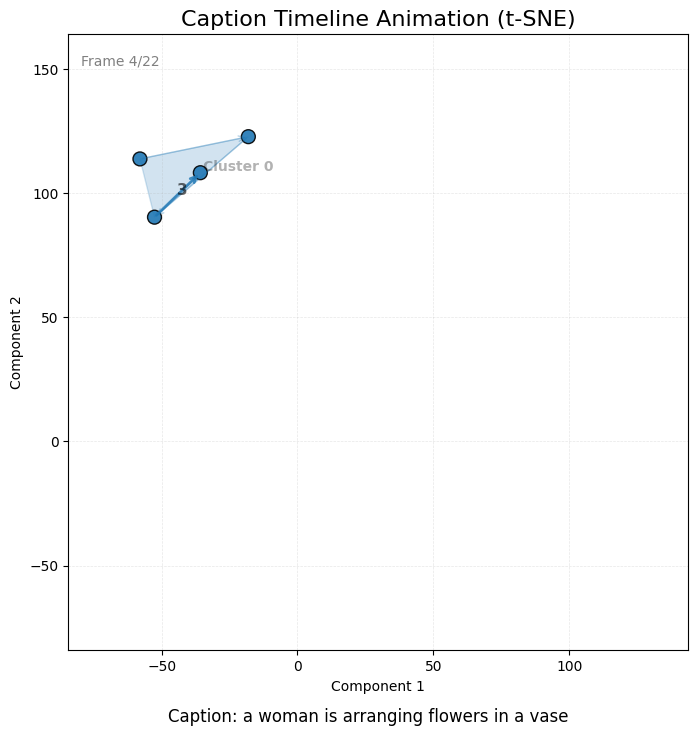 Caption Timeline Animation (t-SNE)
Frame 4/22
Cluster 0
3
150
100
50
0
−50
Component 2
−50
0
50
100
Component 1
Caption: a woman is arranging flowers in a vase